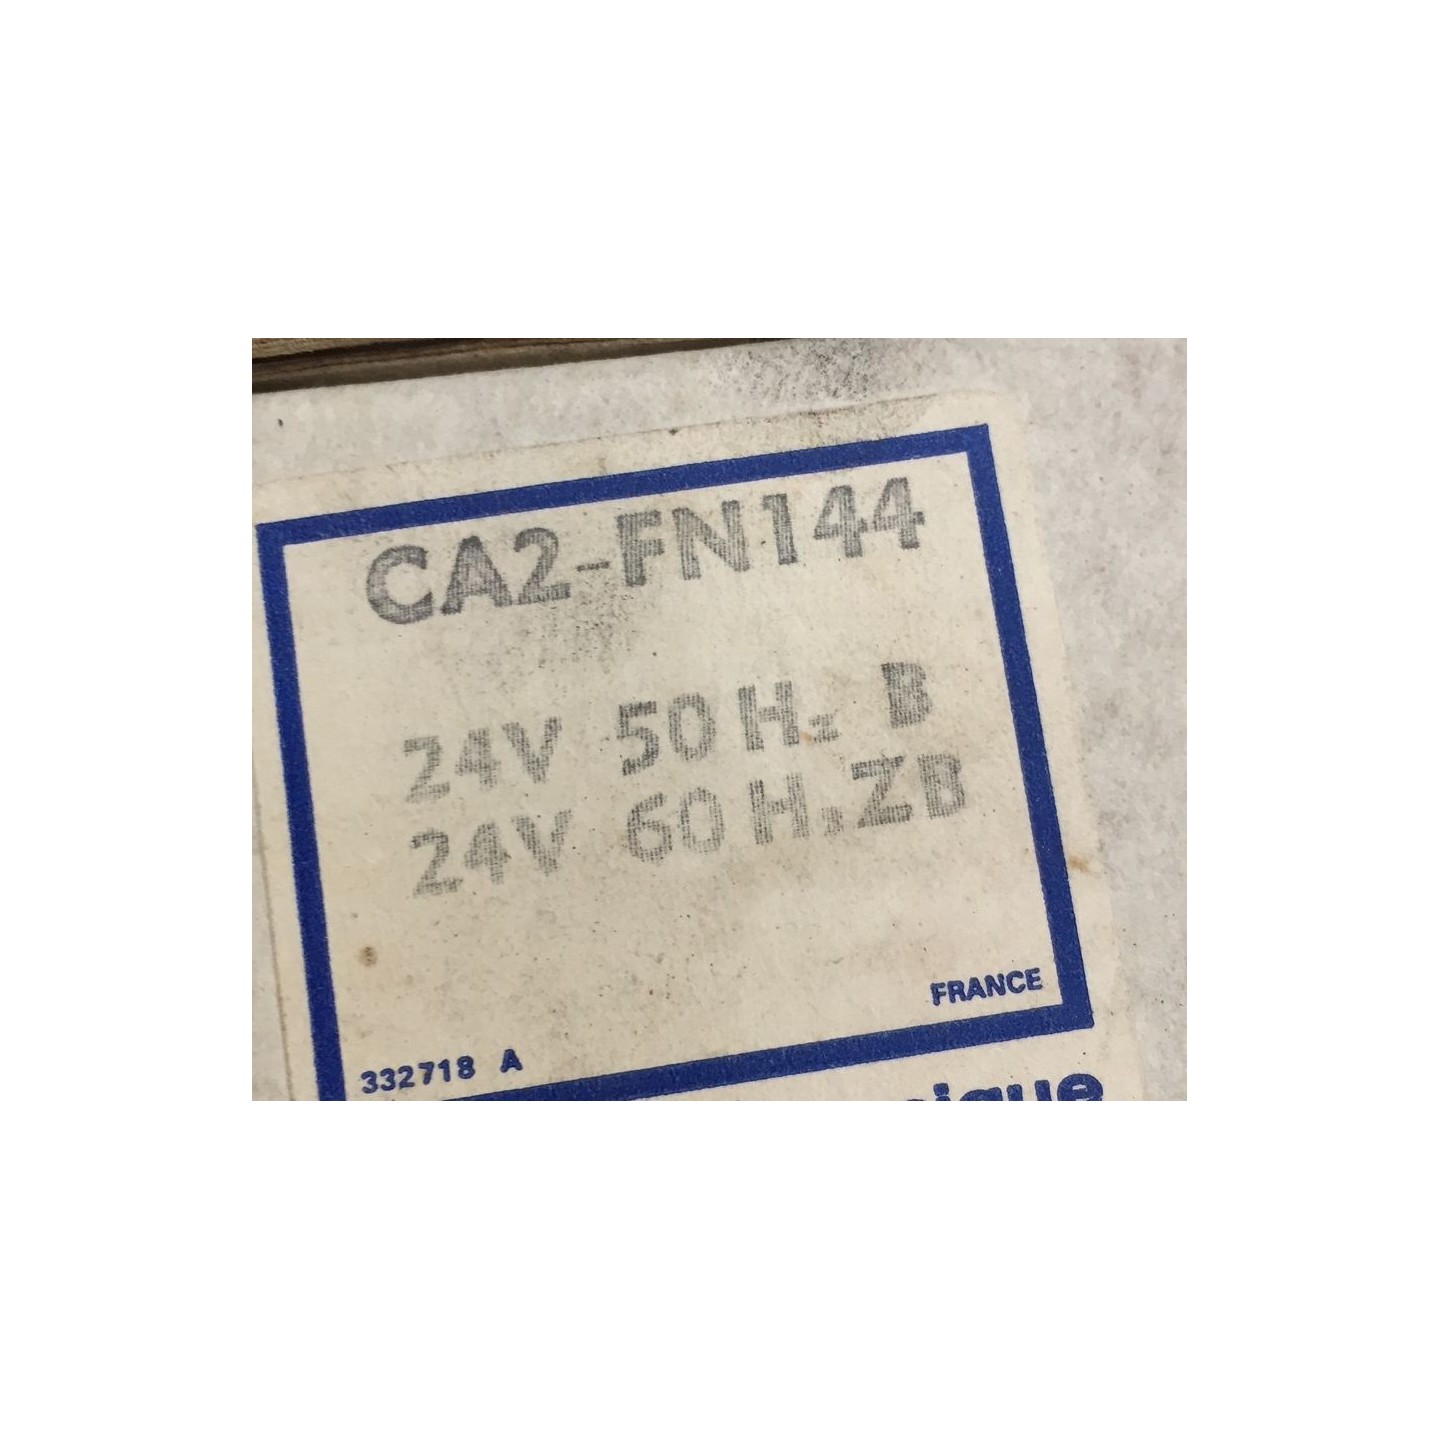 CA2-FN144
24V 50Hz B
24V 60Hz ZB
FRANCE
332718 A